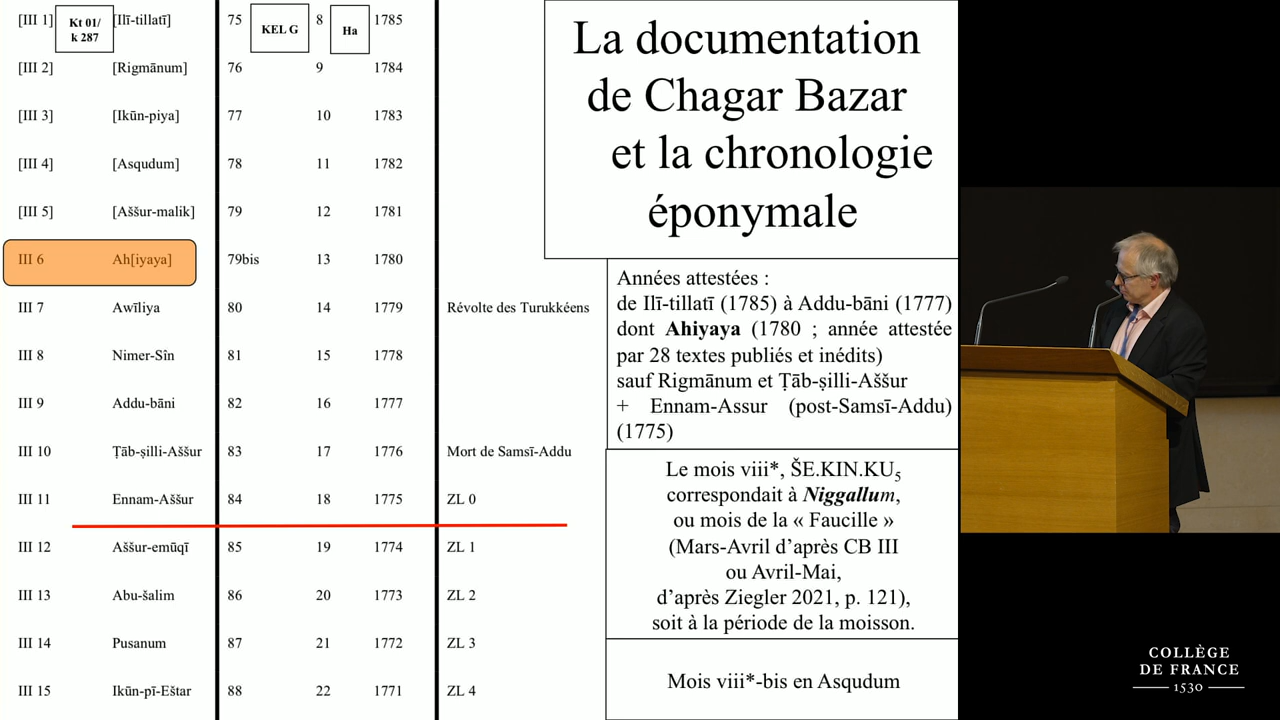 [III 1] Kt 01/ k 287 [Ilī-tillatī] 75 KEL G 8 Ha 1785
[III 2] [Rigmānum] 76 9 1784
[III 3] [Ikūn-piya] 77 10 1783
[III 4] [Asqudum] 78 11 1782
[III 5] [Aššur-malik] 79 12 1781
III 6 Ah[iyaya] 79bis 13 1780
III 7 Awīliya 80 14 1779 Révolte des Turukkéens
III 8 Nimer-Sîn 81 15 1778
III 9 Addu-bāni 82 16 1777
III 10 Ṭāb-ṣilli-Aššur 83 17 1776 Mort de Samsī-Addu
III 11 Ennam-Aššur 84 18 1775 ZL 0
III 12 Aššur-emūqī 85 19 1774 ZL 1
III 13 Abu-šalim 86 20 1773 ZL 2
III 14 Pusanum 87 21 1772 ZL 3
III 15 Ikūn-pī-Eštar 88 22 1771 ZL 4
La documentation
de Chagar Bazar
et la chronologie
éponymale
Années attestées :
de Ilī-tillatī (1785) à Addu-bāni (1777)
dont Ahiyaya (1780 ; année attestée
par 28 textes publiés et inédits)
sauf Rigmānum et Ṭāb-ṣilli-Aššur
+ Ennam-Assur (post-Samsī-Addu)
(1775)
Le mois viii*, ŠE.KIN.KU₅
correspondait à Niggallum,
ou mois de la « Faucille »
(Mars-Avril d’après CB III
ou Avril-Mai,
d’après Ziegler 2021, p. 121),
soit à la période de la moisson.
Mois viii*-bis en Asqudum
COLLÈGE
DE FRANCE
1530